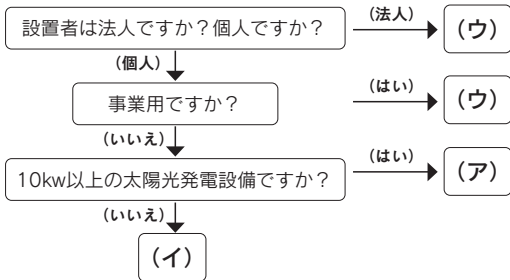 設置者は法人ですか？個人ですか？
（法人）
（ウ）
（個人）
事業用ですか？
（はい）
（ウ）
（いいえ）
10kw以上の太陽光発電設備ですか？
（はい）
（ア）
（いいえ）
（イ）